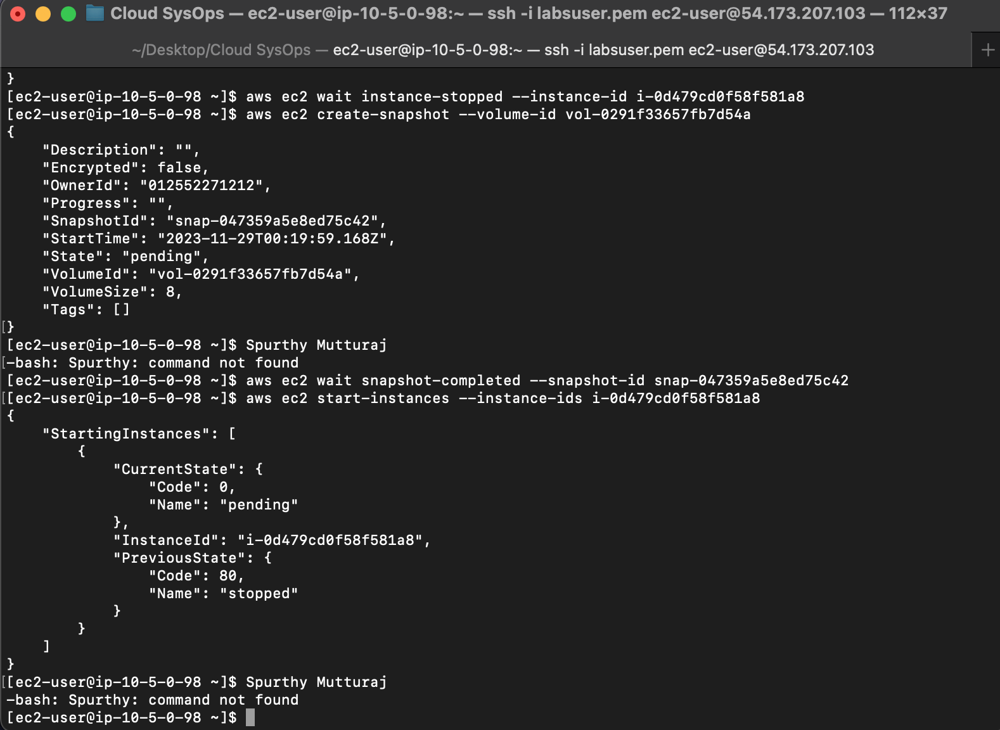 Cloud SysOps — ec2-user@ip-10-5-0-98:~ — ssh -i labsuser.pem ec2-user@54.173.207.103 — 112×37
~/Desktop/Cloud SysOps — ec2-user@ip-10-5-0-98:~ — ssh -i labsuser.pem ec2-user@54.173.207.103 +
}
[ec2-user@ip-10-5-0-98 ~]$ aws ec2 wait instance-stopped --instance-id i-0d479cd0f58f581a8
[ec2-user@ip-10-5-0-98 ~]$ aws ec2 create-snapshot --volume-id vol-0291f33657fb7d54a
{
    "Description": "",
    "Encrypted": false,
    "OwnerId": "012552271212",
    "Progress": "",
    "SnapshotId": "snap-047359a5e8ed75c42",
    "StartTime": "2023-11-29T00:19:59.168Z",
    "State": "pending",
    "VolumeId": "vol-0291f33657fb7d54a",
    "VolumeSize": 8,
    "Tags": []
[}
[ec2-user@ip-10-5-0-98 ~]$ Spurthy Mutturaj
[-bash: Spurthy: command not found
[ec2-user@ip-10-5-0-98 ~]$ aws ec2 wait snapshot-completed --snapshot-id snap-047359a5e8ed75c42
[[ec2-user@ip-10-5-0-98 ~]$ aws ec2 start-instances --instance-ids i-0d479cd0f58f581a8
{
    "StartingInstances": [
        {
            "CurrentState": {
                "Code": 0,
                "Name": "pending"
            },
            "InstanceId": "i-0d479cd0f58f581a8",
            "PreviousState": {
                "Code": 80,
                "Name": "stopped"
            }
        }
    ]
}
[[ec2-user@ip-10-5-0-98 ~]$ Spurthy Mutturaj
-bash: Spurthy: command not found
[ec2-user@ip-10-5-0-98 ~]$